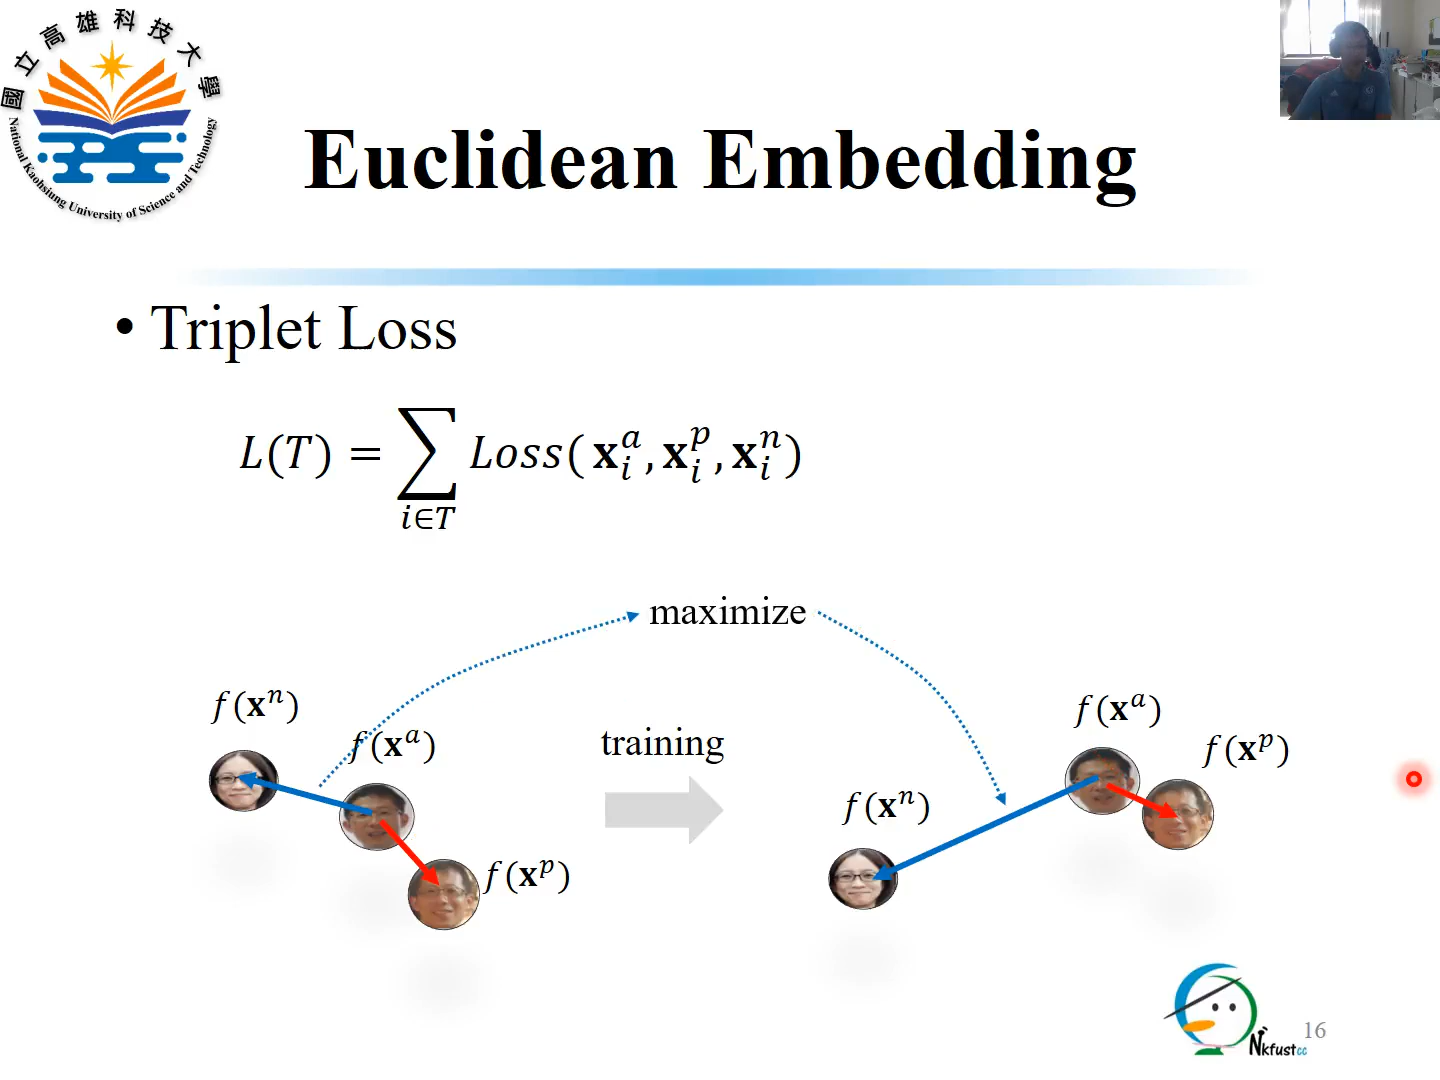 國立高雄科技大學
National Kaohsiung University of Science and Technology
Euclidean Embedding
• Triplet Loss
L(T) = ∑_{i∈T} Loss( 𝐱_i^a , 𝐱_i^p , 𝐱_i^n )
maximize
f(𝐱^n)
f(𝐱^a)
f(𝐱^p)
training
f(𝐱^n)
f(𝐱^a)
f(𝐱^p)
Nkfustcc
16